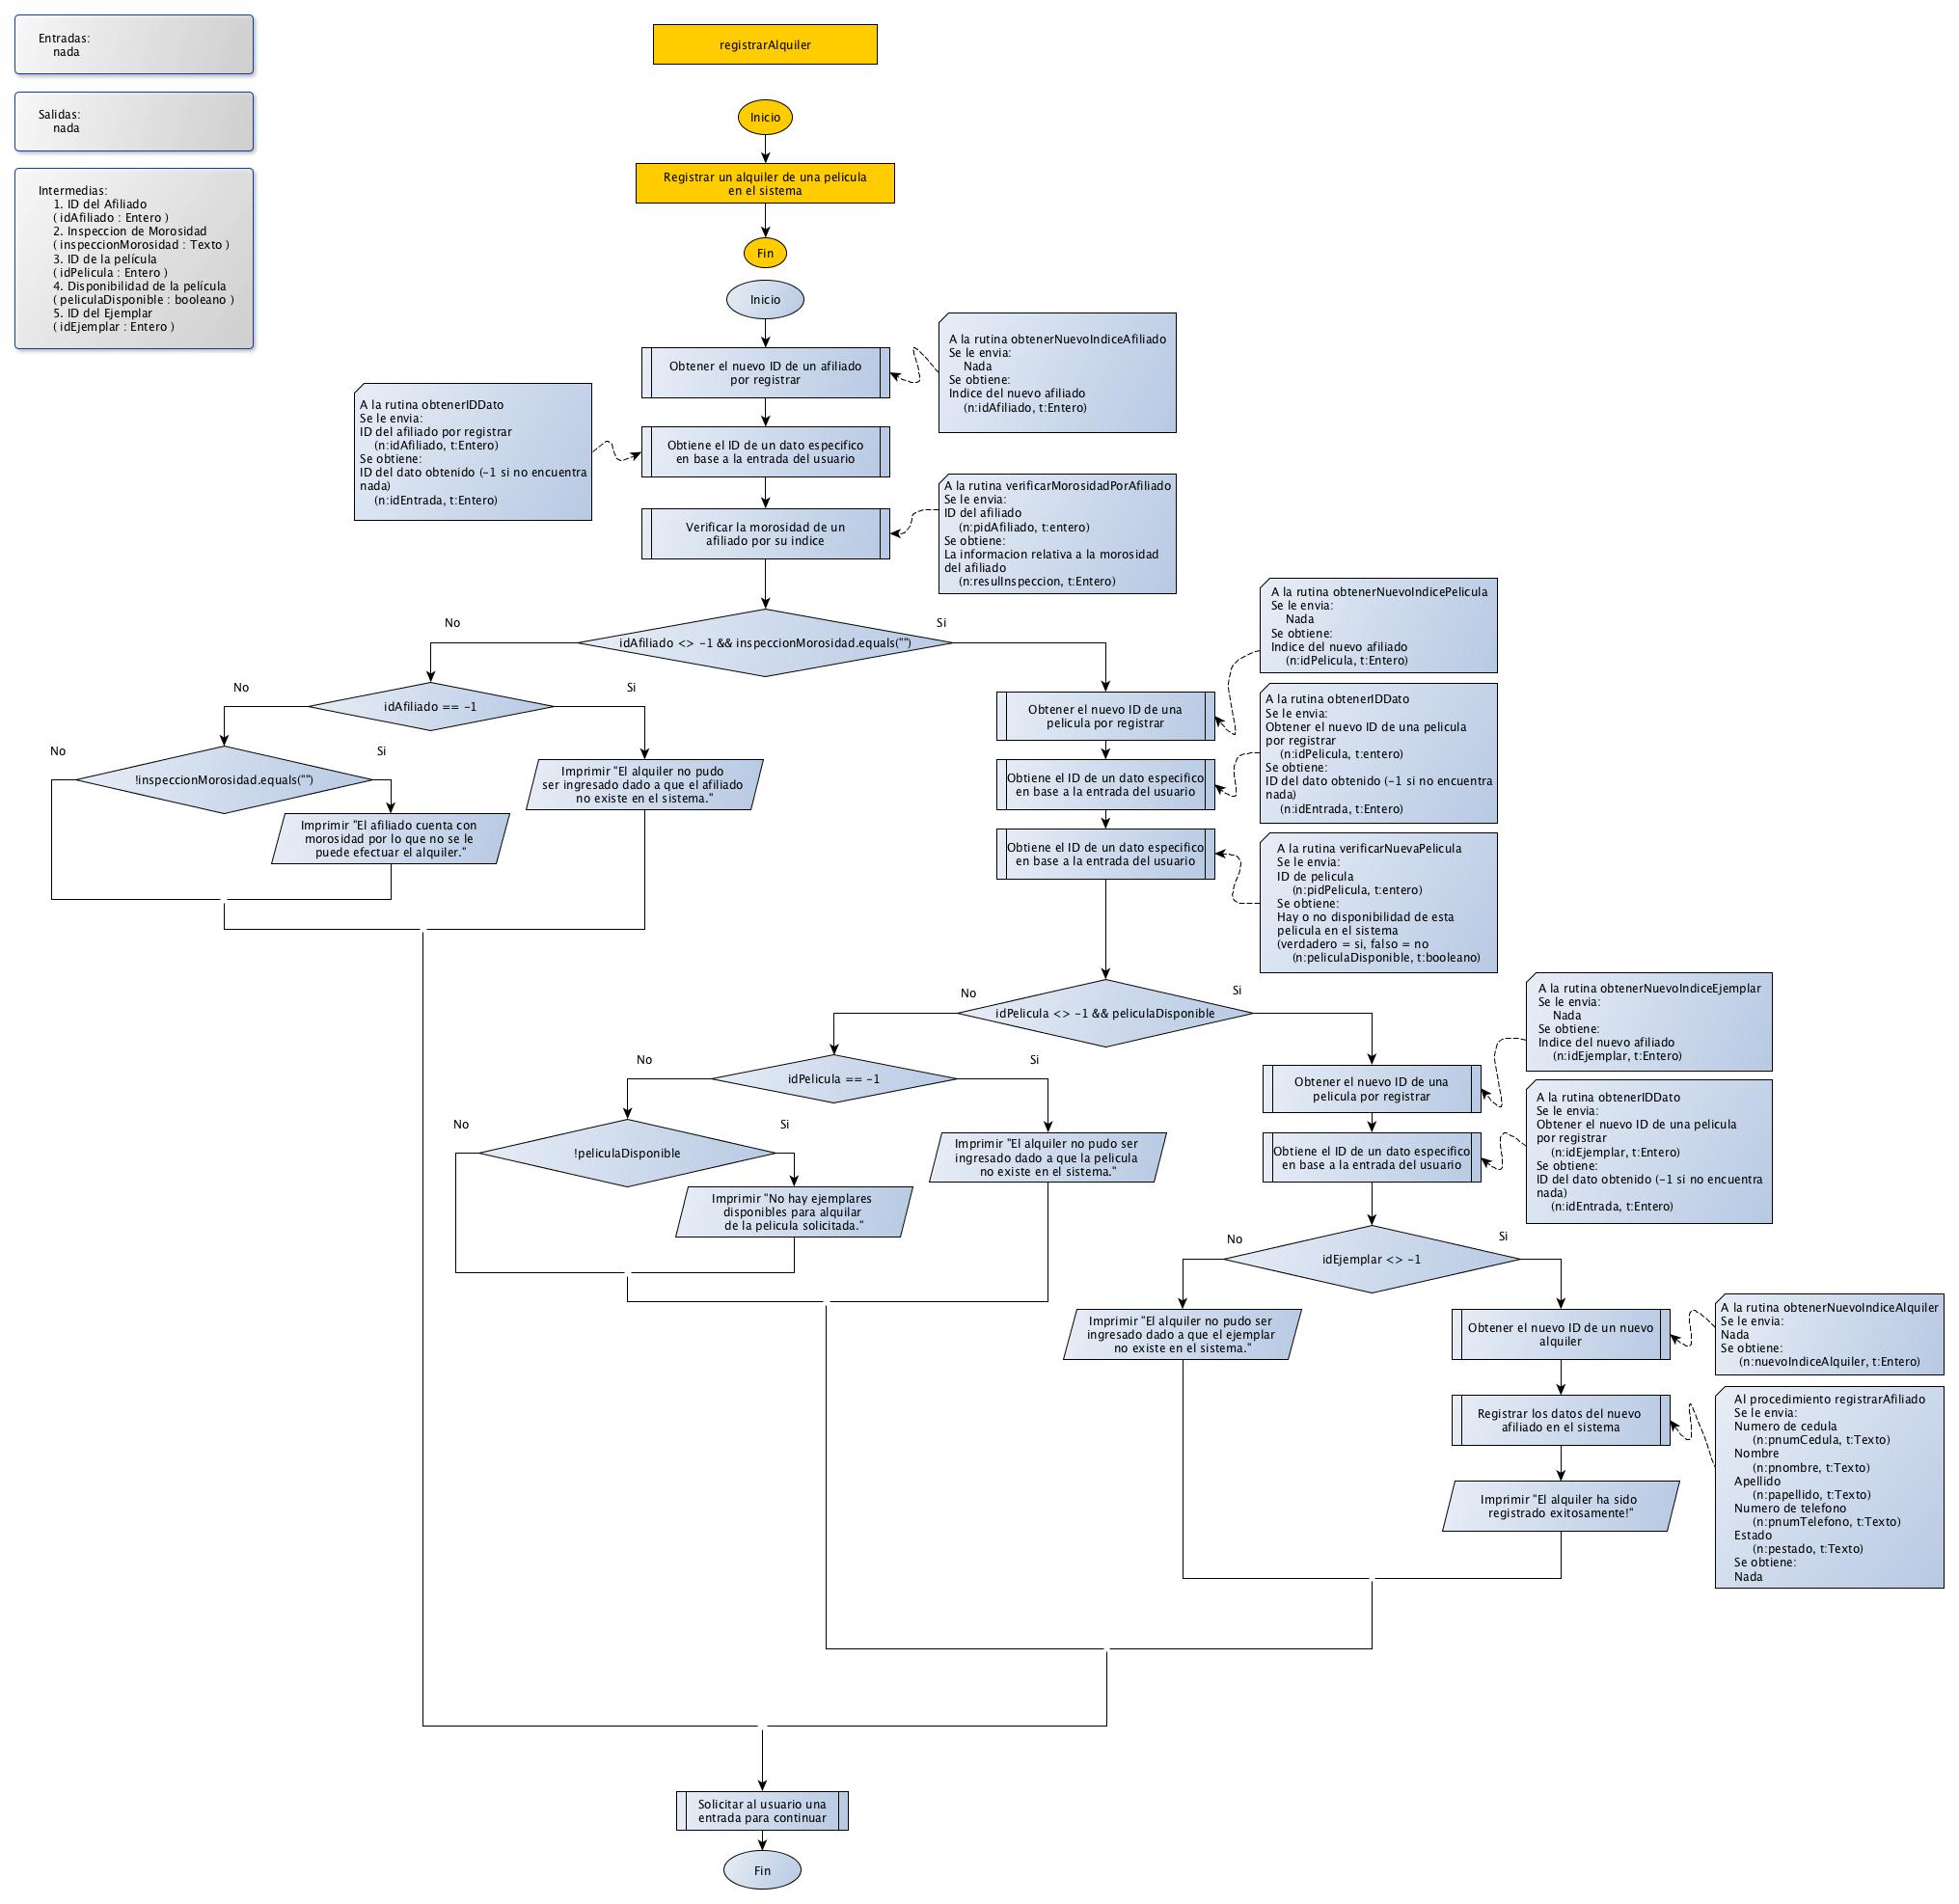 Entradas:
nada
Salidas:
nada
Intermedias:
1. ID del Afiliado
( idAfiliado : Entero )
2. Inspeccion de Morosidad
( inspeccionMorosidad : Texto )
3. ID de la película
( idPelicula : Entero )
4. Disponibilidad de la película
( peliculaDisponible : booleano )
5. ID del Ejemplar
( idEjemplar : Entero )
registrarAlquiler
Inicio
Registrar un alquiler de una pelicula
en el sistema
Fin
Inicio
Obtener el nuevo ID de un afiliado
por registrar
A la rutina obtenerNuevoIndiceAfiliado
Se le envia:
Nada
Se obtiene:
Indice del nuevo afiliado
(n:idAfiliado, t:Entero)
A la rutina obtenerIDDato
Se le envia:
ID del afiliado por registrar
(n:idAfiliado, t:Entero)
Se obtiene:
ID del dato obtenido (-1 si no encuentra
nada)
(n:idEntrada, t:Entero)
Obtiene el ID de un dato especifico
en base a la entrada del usuario
Verificar la morosidad de un
afiliado por su indice
A la rutina verificarMorosidadPorAfiliado
Se le envia:
ID del afiliado
(n:pidAfiliado, t:entero)
Se obtiene:
La informacion relativa a la morosidad
del afiliado
(n:resulInspeccion, t:Entero)
No
idAfiliado <> -1 && inspeccionMorosidad.equals("")
Si
No
idAfiliado == -1
Si
No
!inspeccionMorosidad.equals("")
Si
Imprimir "El afiliado cuenta con
morosidad por lo que no se le
puede efectuar el alquiler."
Imprimir "El alquiler no pudo
ser ingresado dado a que el afiliado
no existe en el sistema."
Obtener el nuevo ID de una
pelicula por registrar
A la rutina obtenerNuevoIndicePelicula
Se le envia:
Nada
Se obtiene:
Indice del nuevo afiliado
(n:idPelicula, t:Entero)
Obtiene el ID de un dato especifico
en base a la entrada del usuario
A la rutina obtenerIDDato
Se le envia:
Obtener el nuevo ID de una pelicula
por registrar
(n:idPelicula, t:entero)
Se obtiene:
ID del dato obtenido (-1 si no encuentra
nada)
(n:idEntrada, t:Entero)
Obtiene el ID de un dato especifico
en base a la entrada del usuario
A la rutina verificarNuevaPelicula
Se le envia:
ID de pelicula
(n:pidPelicula, t:entero)
Se obtiene:
Hay o no disponibilidad de esta
pelicula en el sistema
(verdadero = si, falso = no
(n:peliculaDisponible, t:booleano)
No
idPelicula <> -1 && peliculaDisponible
Si
No
idPelicula == -1
Si
No
!peliculaDisponible
Si
Imprimir "No hay ejemplares
disponibles para alquilar
de la pelicula solicitada."
Imprimir "El alquiler no pudo ser
ingresado dado a que la pelicula
no existe en el sistema."
Obtener el nuevo ID de una
pelicula por registrar
A la rutina obtenerNuevoIndiceEjemplar
Se le envia:
Nada
Se obtiene:
Indice del nuevo afiliado
(n:idEjemplar, t:Entero)
Obtiene el ID de un dato especifico
en base a la entrada del usuario
A la rutina obtenerIDDato
Se le envia:
Obtener el nuevo ID de una pelicula
por registrar
(n:idEjemplar, t:Entero)
Se obtiene:
ID del dato obtenido (-1 si no encuentra
nada)
(n:idEntrada, t:Entero)
No
idEjemplar <> -1
Si
Imprimir "El alquiler no pudo ser
ingresado dado a que el ejemplar
no existe en el sistema."
Obtener el nuevo ID de un nuevo
alquiler
A la rutina obtenerNuevoIndiceAlquiler
Se le envia:
Nada
Se obtiene:
(n:nuevoIndiceAlquiler, t:Entero)
Registrar los datos del nuevo
afiliado en el sistema
Al procedimiento registrarAfiliado
Se le envia:
Numero de cedula
(n:pnumCedula, t:Texto)
Nombre
(n:pnombre, t:Texto)
Apellido
(n:papellido, t:Texto)
Numero de telefono
(n:pnumTelefono, t:Texto)
Estado
(n:pestado, t:Texto)
Se obtiene:
Nada
Imprimir "El alquiler ha sido
registrado exitosamente!"
Solicitar al usuario una
entrada para continuar
Fin